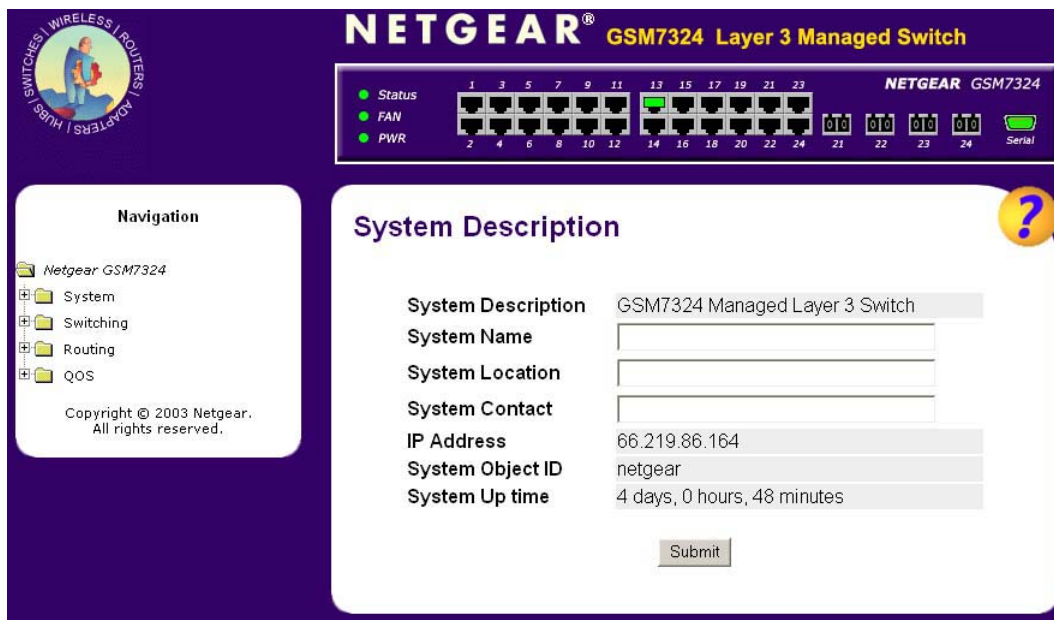 SWITCHES | WIRELESS | ROUTERS | ADAPTERS | HUBS |
NETGEAR® GSM7324 Layer 3 Managed Switch
NETGEAR GSM7324
Status
FAN
PWR
1 3 5 7 9 11 13 15 17 19 21 23
2 4 6 8 10 12 14 16 18 20 22 24 21 22 23 24 Serial
Navigation
Netgear GSM7324
System
Switching
Routing
QOS
Copyright © 2003 Netgear.
All rights reserved.
System Description
?
System Description GSM7324 Managed Layer 3 Switch
System Name
System Location
System Contact
IP Address 66.219.86.164
System Object ID netgear
System Up time 4 days, 0 hours, 48 minutes
Submit